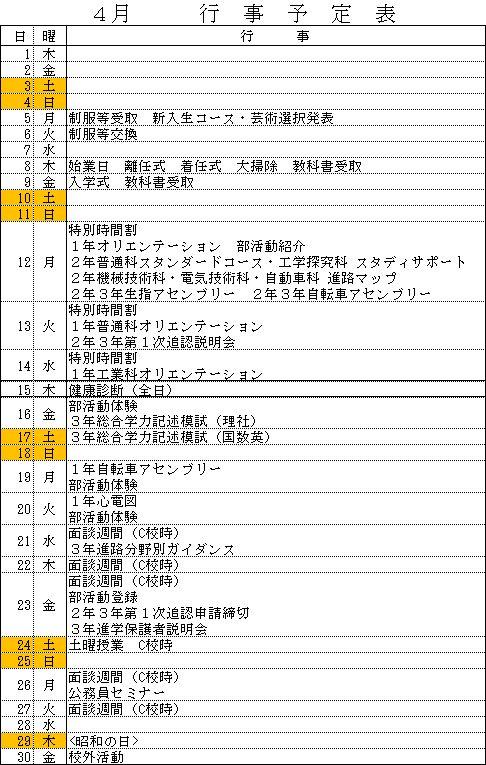 ４月　行事予定表
日 曜 行事
1 木
2 金
3 土
4 日
5 月 制服等受取　新入生コース・芸術選択発表
6 火 制服等交換
7 水
8 木 始業日　離任式　着任式　大掃除　教科書受取
9 金 入学式　教科書受取
10 土
11 日
12 月 特別時間割
１年オリエンテーション　部活動紹介
２年普通科スタンダードコース・工学探究科 スタディサポート
２年機械技術科・電気技術科・自動車科 進路マップ
２年３年生指アセンブリー　２年３年自転車アセンブリー
13 火 特別時間割
１年普通科オリエンテーション
２年３年第１次追認説明会
14 水 特別時間割
１年工業科オリエンテーション
15 木 健康診断（全日）
16 金 部活動体験
３年総合学力記述模試（理社）
17 土 ３年総合学力記述模試（国数英）
18 日
19 月 １年自転車アセンブリー
部活動体験
20 火 １年心電図
部活動体験
21 水 面談週間（C校時）
３年進路分野別ガイダンス
22 木 面談週間（C校時）
23 金 面談週間（C校時）
部活動登録
２年３年第１次追認申請締切
３年進学保護者説明会
24 土 土曜授業　C校時
25 日
26 月 面談週間（C校時）
公務員セミナー
27 火 面談週間（C校時）
28 水
29 木 <昭和の日>
30 金 校外活動